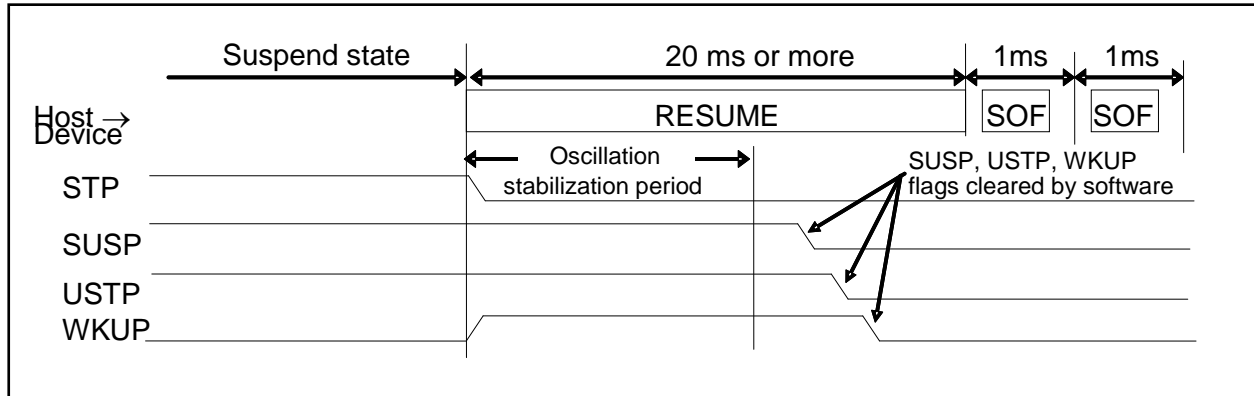 Suspend state
20 ms or more
1ms
1ms
Host →
Device
RESUME
SOF
SOF
Oscillation
stabilization period
SUSP, USTP, WKUP
flags cleared by software
STP
SUSP
USTP
WKUP